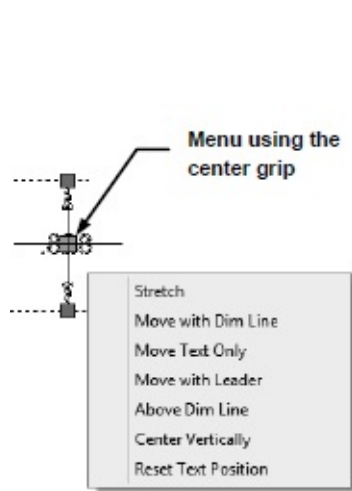 Menu using the
center grip
Stretch
Move with Dim Line
Move Text Only
Move with Leader
Above Dim Line
Center Vertically
Reset Text Position